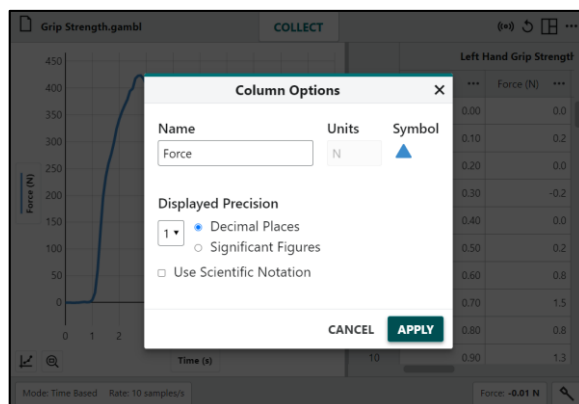 Grip Strength.gambl
COLLECT
Left Hand Grip Strength
Force (N)
450
400
350
300
250
200
150
100
50
0
Force (N)
0 1 2
Time (s)
Column Options
Name Units Symbol
Force N
Displayed Precision
1 Decimal Places
Significant Figures
Use Scientific Notation
CANCEL APPLY
0.00 0.0
0.10 0.2
0.20 0.0
0.30 -0.2
0.40 0.0
0.50 0.2
0.60 0.8
0.70 1.5
0.80 0.8
10 0.90 1.3
Mode: Time Based Rate: 10 samples/s
Force: -0.01 N